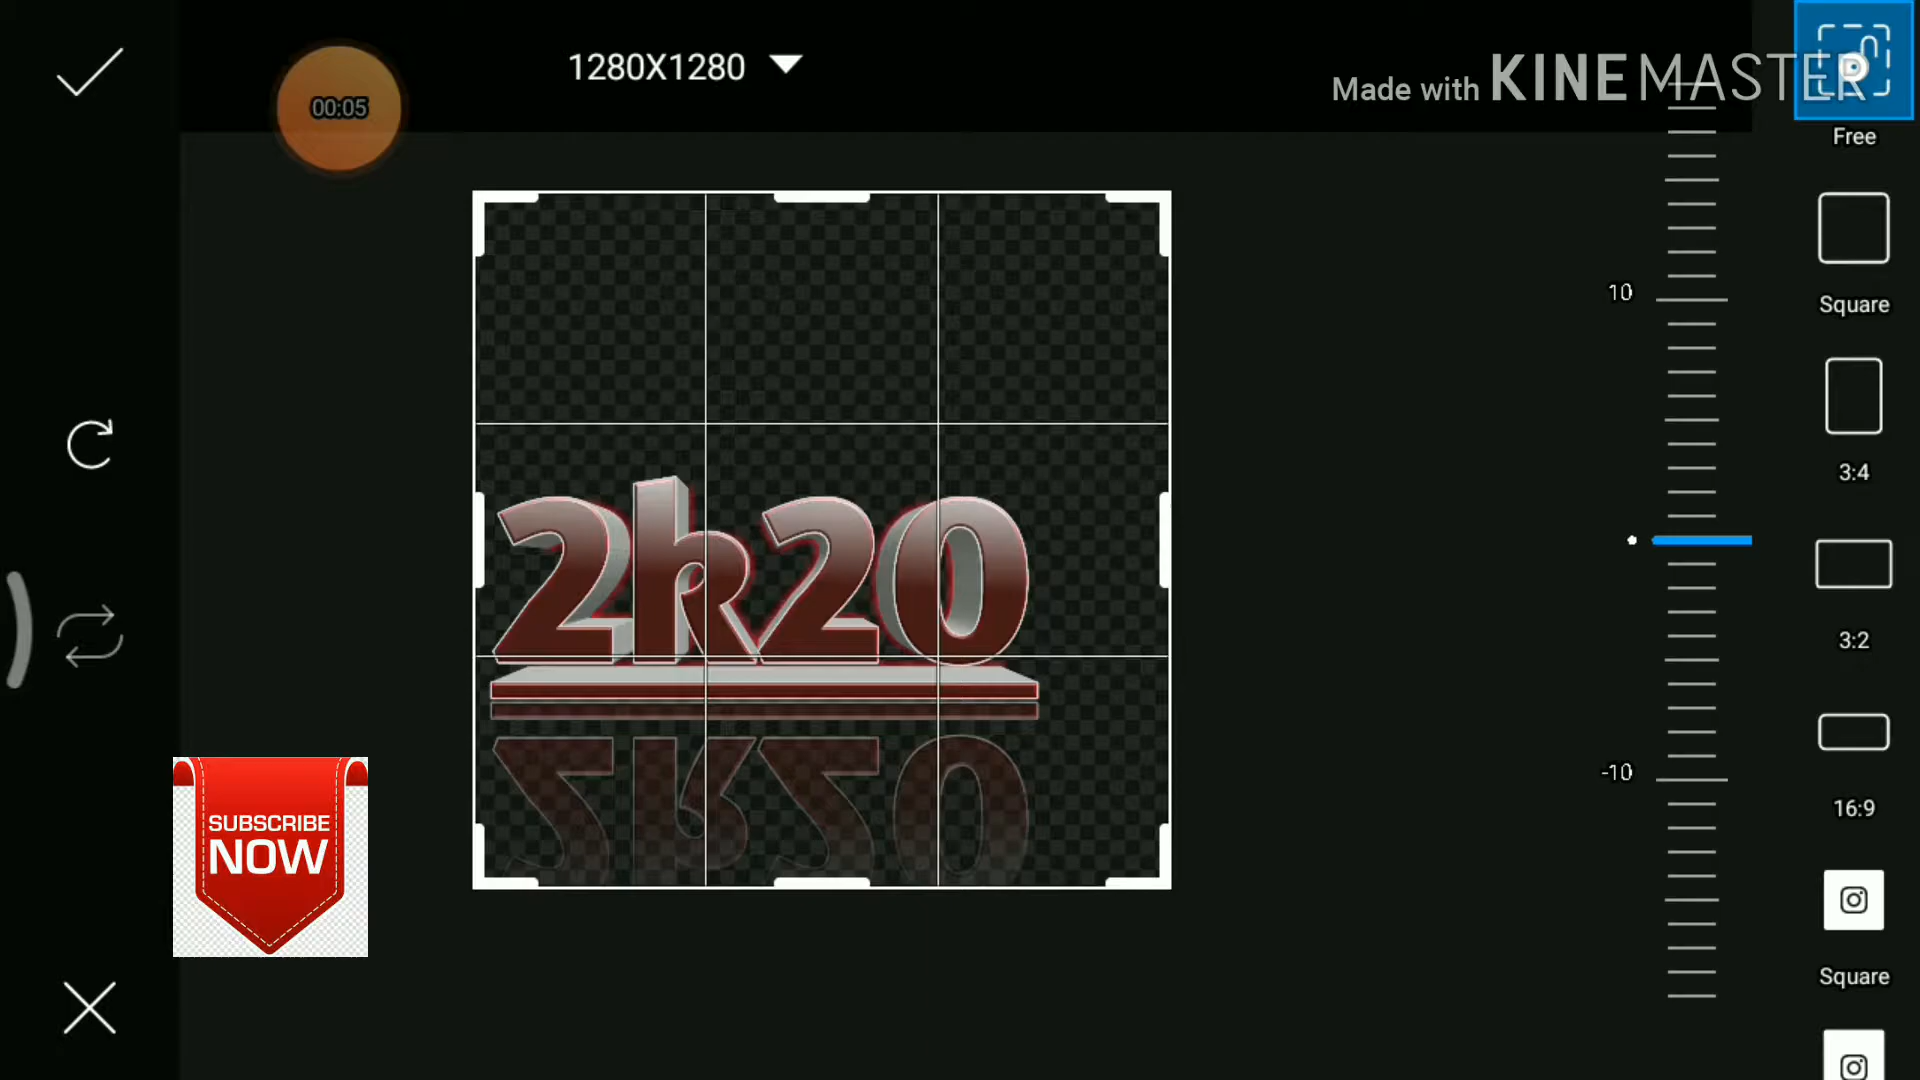 1280X1280
Made with KINEMASTER
00:05
Free
10
Square
3:4
2k20
3:2
-10
16:9
SUBSCRIBE
NOW
Square